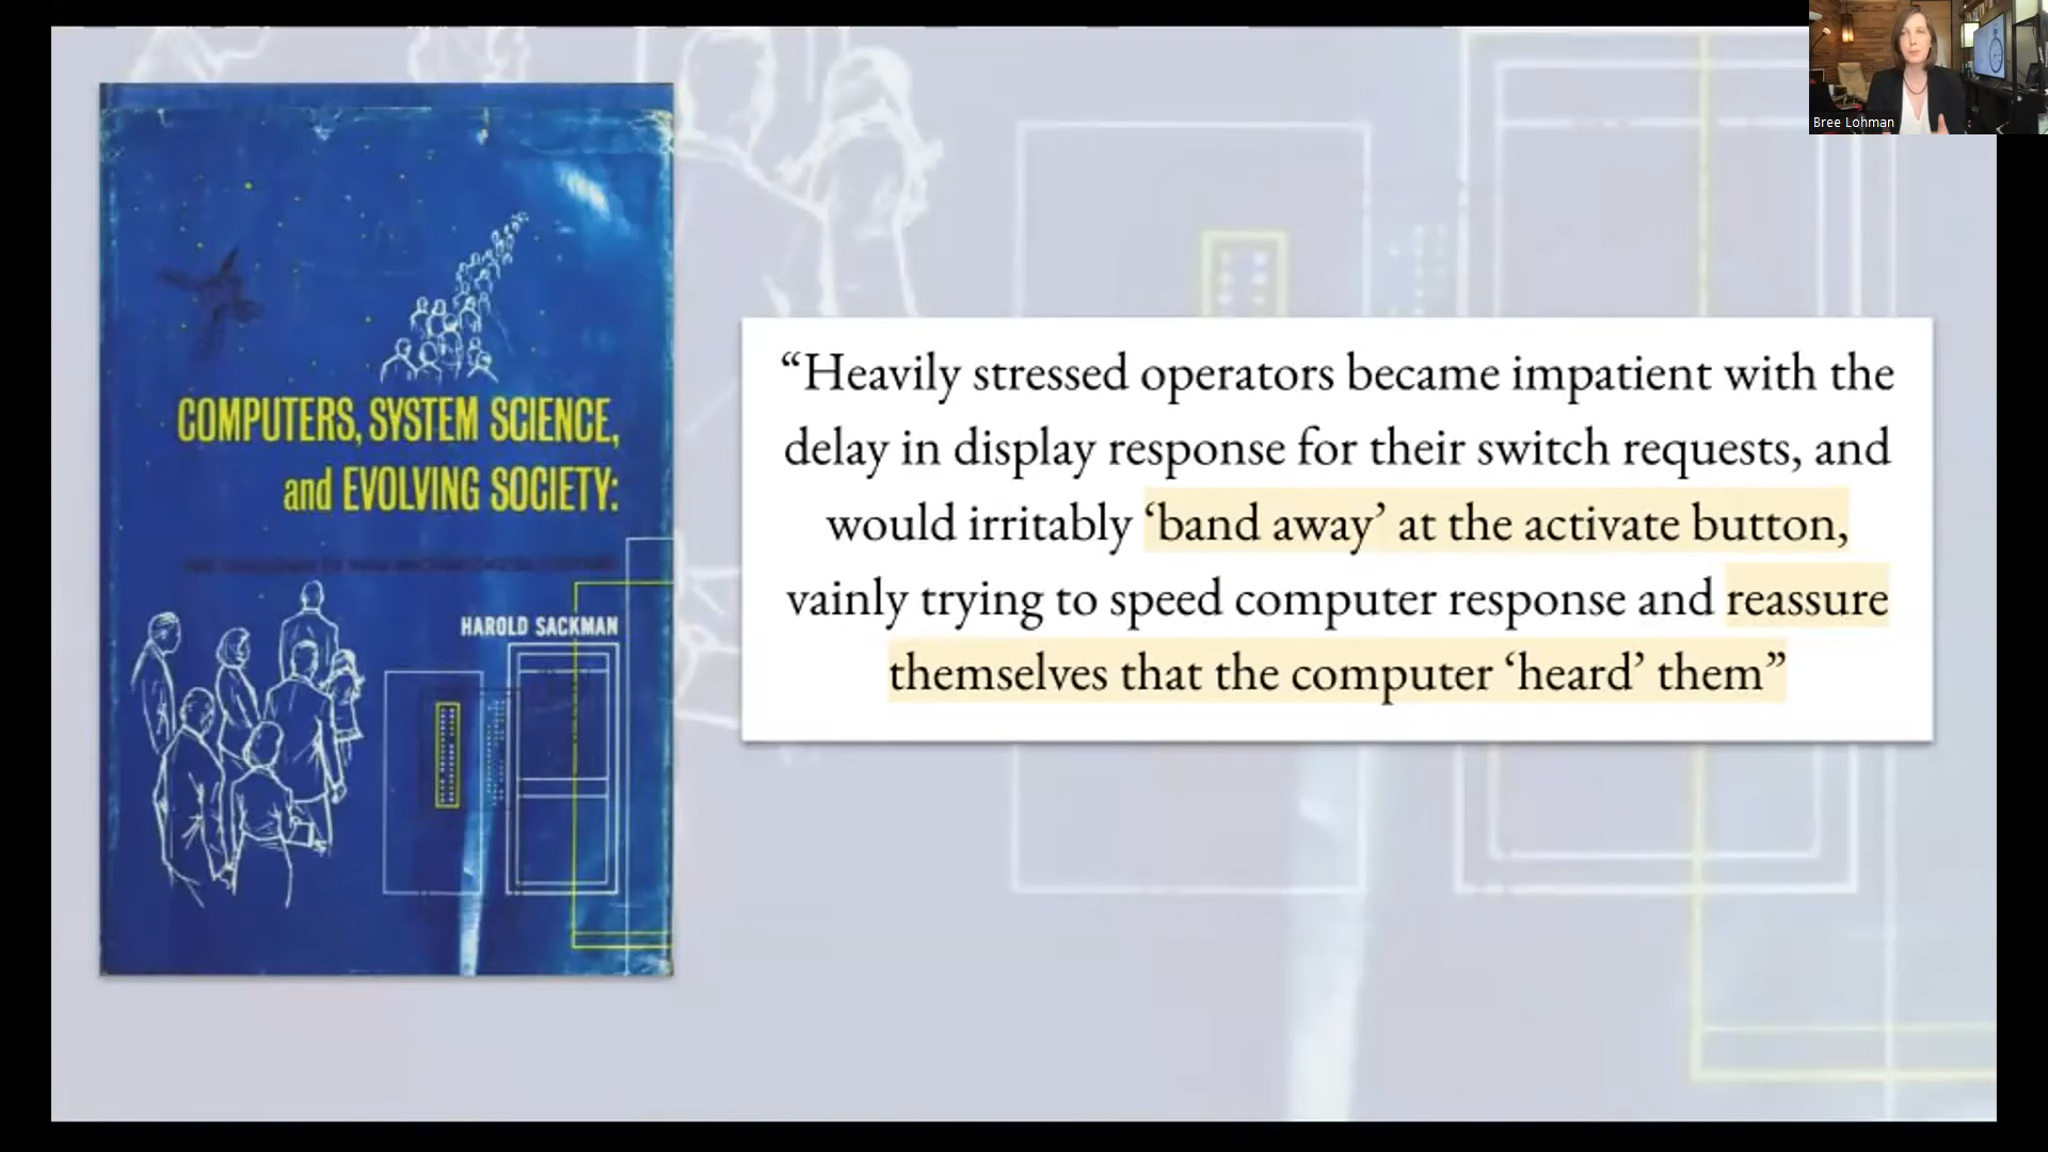 Bree Lohman
COMPUTERS, SYSTEM SCIENCE,
and EVOLVING SOCIETY:
HAROLD SACKMAN
“Heavily stressed operators became impatient with the
delay in display response for their switch requests, and
would irritably ‘band away’ at the activate button,
vainly trying to speed computer response and reassure
themselves that the computer ‘heard’ them”